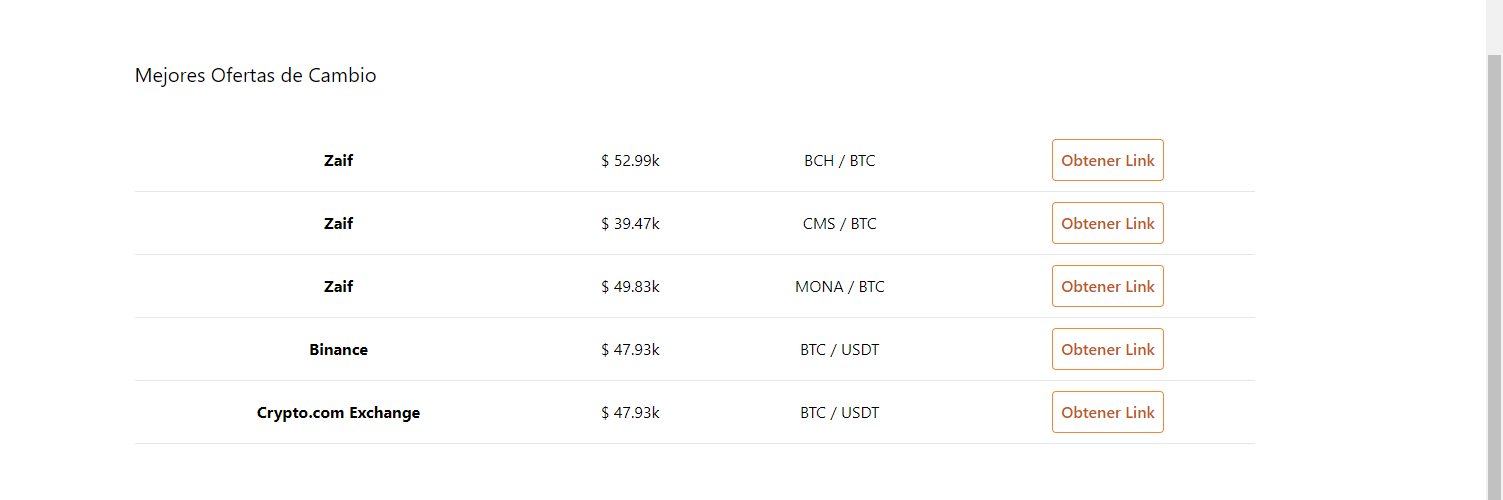 Mejores Ofertas de Cambio
Zaif $ 52.99k BCH / BTC Obtener Link
Zaif $ 39.47k CMS / BTC Obtener Link
Zaif $ 49.83k MONA / BTC Obtener Link
Binance $ 47.93k BTC / USDT Obtener Link
Crypto.com Exchange $ 47.93k BTC / USDT Obtener Link